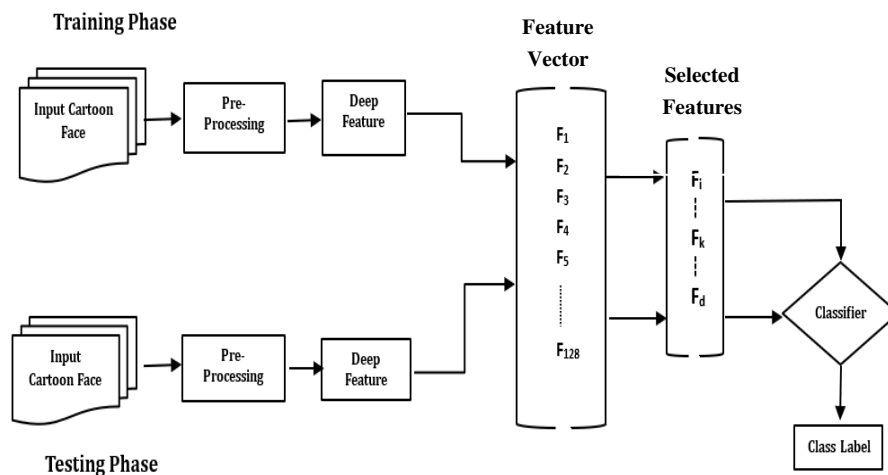 Training Phase
Input Cartoon
Face
Pre-
Processing
Deep
Feature
Feature
Vector
F1
F2
F3
F4
F5
F128
Selected
Features
Fi
Fk
Fd
Classifier
Class Label
Input
Cartoon Face
Pre-
Processing
Deep
Feature
Testing Phase